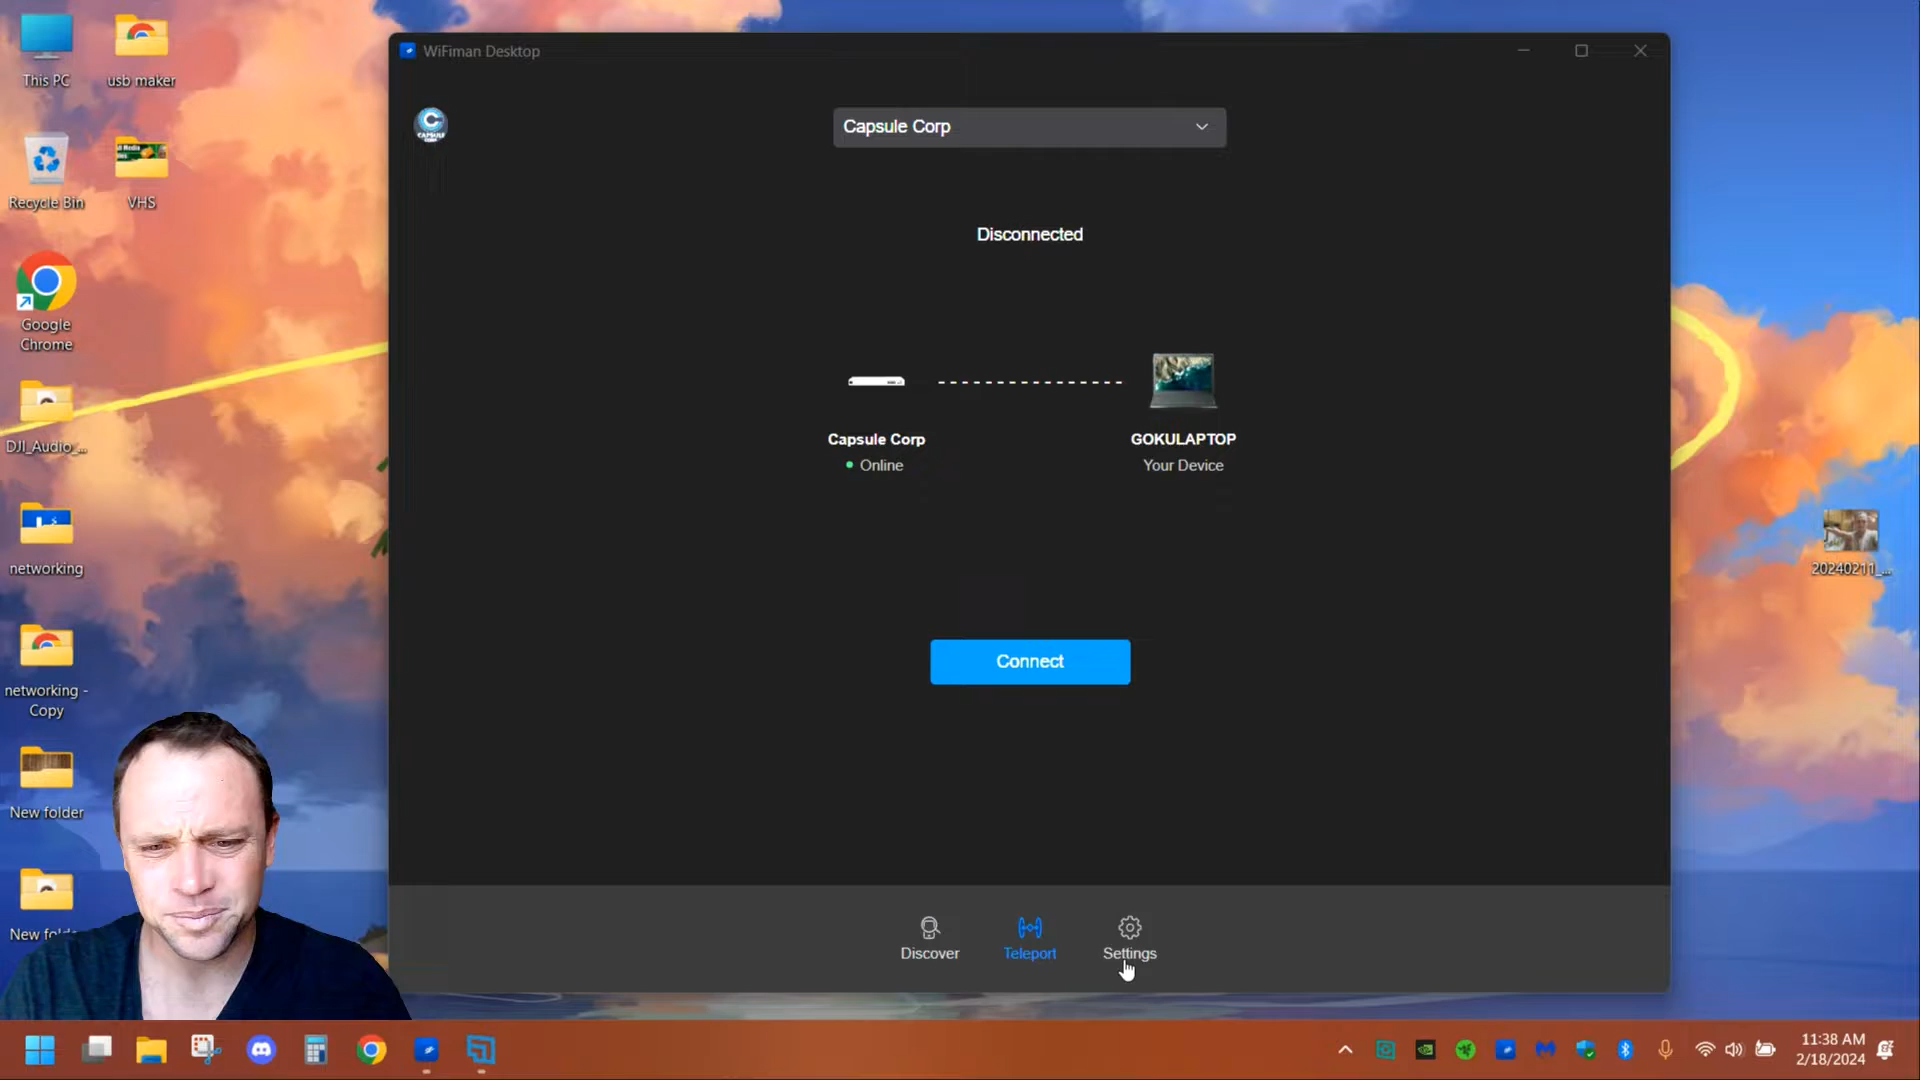 This PC
usb maker
Recycle Bin
VHS
Google
Chrome
DJI_Audio_...
networking
networking -
Copy
New folder
WiFiman Desktop
CAPSULE
Capsule Corp
Disconnected
Capsule Corp
Online
GOKULAPTOP
Your Device
Connect
Discover
Teleport
Settings
20240211_...
11:38 AM
2/18/2024